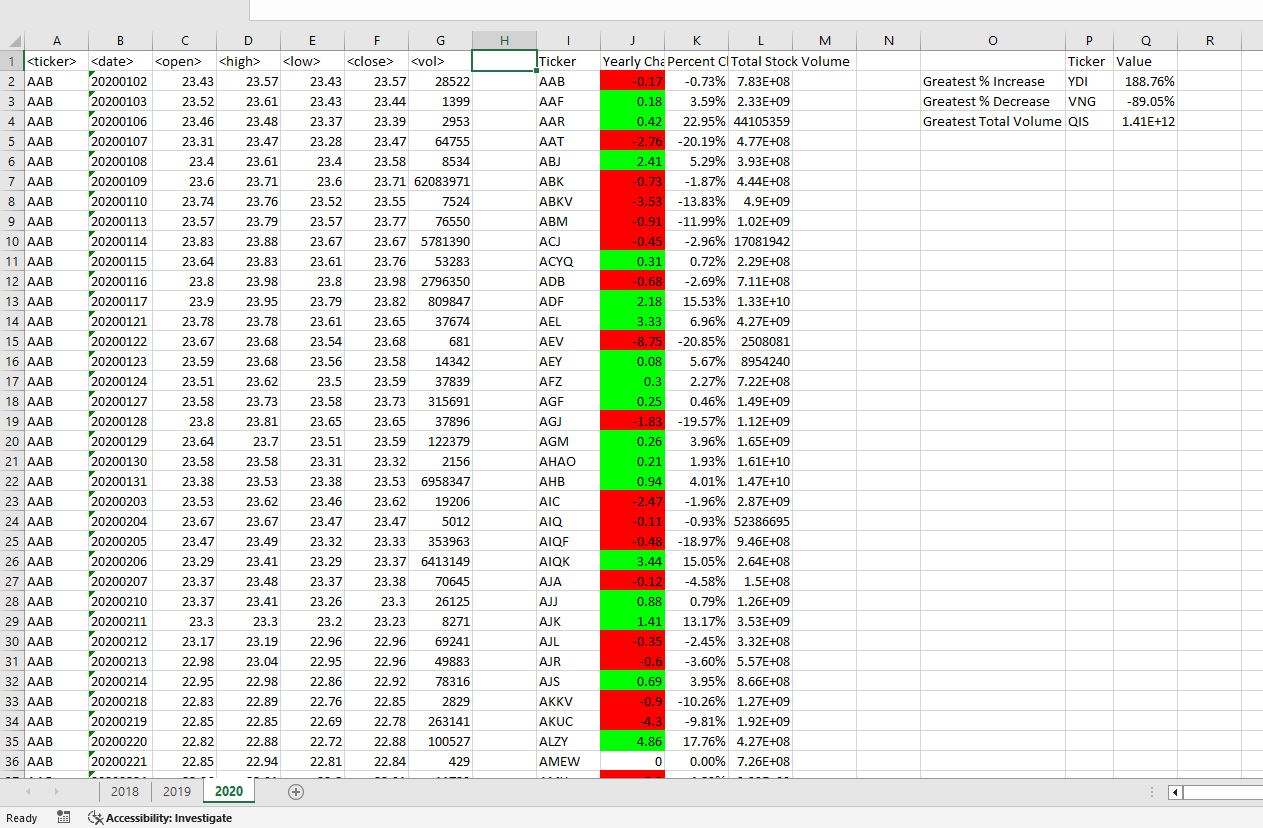 A B C D E F G H I J K L M N O P Q R
1 <ticker> <date> <open> <high> <low> <close> <vol> Ticker Yearly Cha Percent C Total Stock Volume Ticker Value
2 AAB 20200102 23.43 23.57 23.43 23.57 28522 AAB -0.17 -0.73% 7.83E+08 Greatest % Increase YDI 188.76%
3 AAB 20200103 23.52 23.61 23.43 23.44 1399 AAF 0.18 3.59% 2.33E+09 Greatest % Decrease VNG -89.05%
4 AAB 20200106 23.46 23.48 23.37 23.39 2953 AAR 0.42 22.95% 44105359 Greatest Total Volume QIS 1.41E+12
5 AAB 20200107 23.31 23.47 23.28 23.47 64755 AAT -2.76 -20.19% 4.77E+08
6 AAB 20200108 23.4 23.61 23.4 23.58 8534 ABJ 2.41 5.29% 3.93E+08
7 AAB 20200109 23.6 23.71 23.6 23.71 62083971 ABK -0.73 -1.87% 4.44E+08
8 AAB 20200110 23.74 23.76 23.52 23.55 7524 ABKV -3.53 -13.83% 4.9E+09
9 AAB 20200113 23.57 23.79 23.57 23.77 76550 ABM -0.91 -11.99% 1.02E+09
10 AAB 20200114 23.83 23.88 23.67 23.67 5781390 ACJ -0.45 -2.96% 17081942
11 AAB 20200115 23.64 23.83 23.61 23.76 53283 ACYQ 0.31 0.72% 2.29E+08
12 AAB 20200116 23.8 23.98 23.8 23.98 2796350 ADB -0.68 -2.69% 7.11E+08
13 AAB 20200117 23.9 23.95 23.79 23.82 809847 ADF 2.18 15.53% 1.33E+10
14 AAB 20200121 23.78 23.78 23.61 23.65 37674 AEL 3.33 6.96% 4.27E+09
15 AAB 20200122 23.67 23.68 23.54 23.68 681 AEV -8.75 -20.85% 2508081
16 AAB 20200123 23.59 23.68 23.56 23.58 14342 AEY 0.08 5.67% 8954240
17 AAB 20200124 23.51 23.62 23.5 23.59 37839 AFZ 0.3 2.27% 7.22E+08
18 AAB 20200127 23.58 23.73 23.58 23.73 315691 AGF 0.25 0.46% 1.49E+09
19 AAB 20200128 23.8 23.81 23.65 23.65 37896 AGJ -1.83 -19.57% 1.12E+09
20 AAB 20200129 23.64 23.7 23.51 23.59 122379 AGM 0.26 3.96% 1.65E+09
21 AAB 20200130 23.58 23.58 23.31 23.32 2156 AHAO 0.21 1.93% 1.61E+10
22 AAB 20200131 23.38 23.53 23.38 23.53 6958347 AHB 0.94 4.01% 1.47E+10
23 AAB 20200203 23.53 23.62 23.46 23.62 19206 AIC -2.47 -1.96% 2.87E+09
24 AAB 20200204 23.67 23.67 23.47 23.47 5012 AIQ -0.11 -0.93% 52386695
25 AAB 20200205 23.47 23.49 23.32 23.33 353963 AIQF -0.48 -18.97% 9.46E+08
26 AAB 20200206 23.29 23.41 23.29 23.37 6413149 AIQK 3.44 15.05% 2.64E+08
27 AAB 20200207 23.37 23.48 23.37 23.38 70645 AJA -0.12 -4.58% 1.5E+08
28 AAB 20200210 23.37 23.41 23.26 23.3 26125 AJJ 0.88 0.79% 1.26E+09
29 AAB 20200211 23.3 23.3 23.2 23.23 8271 AJK 1.41 13.17% 3.53E+09
30 AAB 20200212 23.17 23.19 22.96 22.96 69241 AJL -0.35 -2.45% 3.32E+08
31 AAB 20200213 22.98 23.04 22.95 22.96 49883 AJR -0.6 -3.60% 5.57E+08
32 AAB 20200214 22.95 22.98 22.86 22.92 78316 AJS 0.69 3.95% 8.66E+08
33 AAB 20200218 22.83 22.89 22.76 22.85 2829 AKKV -0.9 -10.26% 1.27E+09
34 AAB 20200219 22.85 22.85 22.69 22.78 263141 AKUC -4.3 -9.81% 1.92E+09
35 AAB 20200220 22.82 22.88 22.72 22.88 100527 ALZY 4.86 17.76% 4.27E+08
36 AAB 20200221 22.85 22.94 22.81 22.84 429 AMEW 0 0.00% 7.26E+08
2018 2019 2020
Ready Accessibility: Investigate